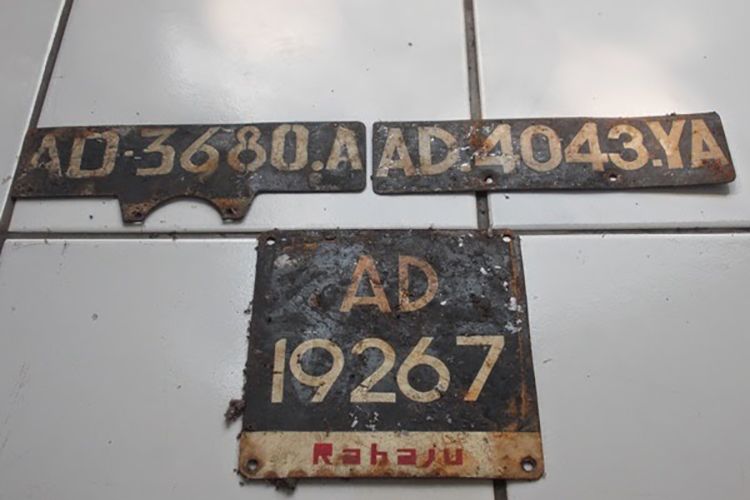 AD-3680.A
AD.4043.YA
AD
19267
Rahaju